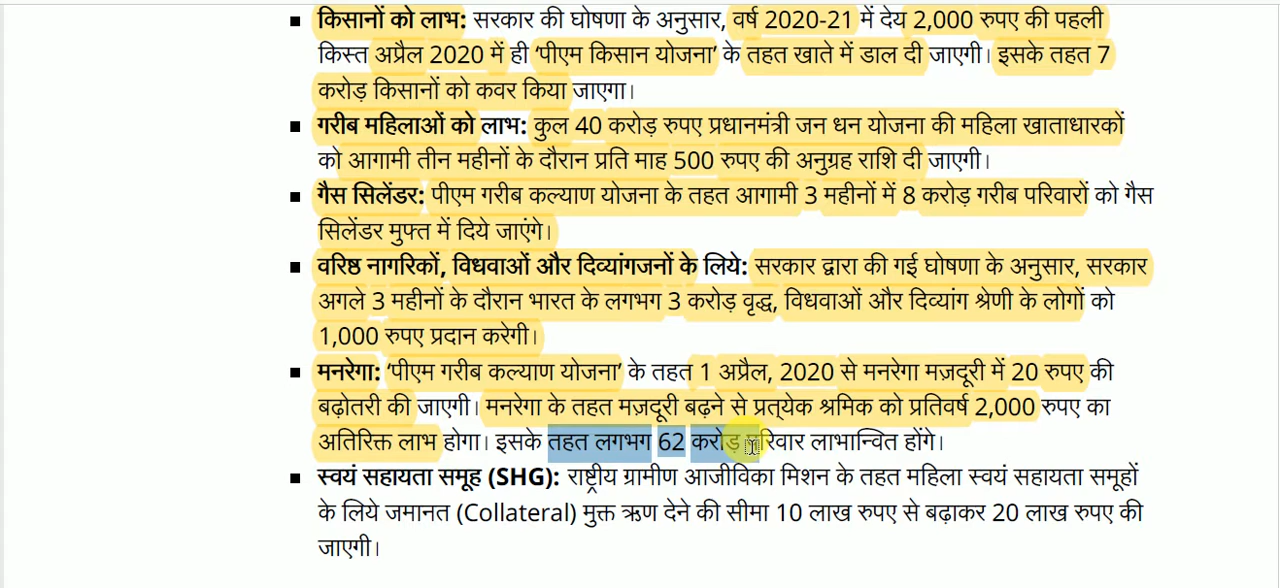 ▪ किसानों को लाभ: सरकार की घोषणा के अनुसार, वर्ष 2020-21 में देय 2,000 रुपए की पहली
किस्त अप्रैल 2020 में ही ‘पीएम किसान योजना’ के तहत खाते में डाल दी जाएगी। इसके तहत 7
करोड़ किसानों को कवर किया जाएगा।
▪ गरीब महिलाओं को लाभ: कुल 40 करोड़ रुपए प्रधानमंत्री जन धन योजना की महिला खाताधारकों
को आगामी तीन महीनों के दौरान प्रति माह 500 रुपए की अनुग्रह राशि दी जाएगी।
▪ गैस सिलेंडर: पीएम गरीब कल्याण योजना के तहत आगामी 3 महीनों में 8 करोड़ गरीब परिवारों को गैस
सिलेंडर मुफ्त में दिये जाएंगे।
▪ वरिष्ठ नागरिकों, विधवाओं और दिव्यांगजनों के लिये: सरकार द्वारा की गई घोषणा के अनुसार, सरकार
अगले 3 महीनों के दौरान भारत के लगभग 3 करोड़ वृद्ध, विधवाओं और दिव्यांग श्रेणी के लोगों को
1,000 रुपए प्रदान करेगी।
▪ मनरेगा: ‘पीएम गरीब कल्याण योजना’ के तहत 1 अप्रैल, 2020 से मनरेगा मज़दूरी में 20 रुपए की
बढ़ोतरी की जाएगी। मनरेगा के तहत मज़दूरी बढ़ने से प्रत्येक श्रमिक को प्रतिवर्ष 2,000 रुपए का
अतिरिक्त लाभ होगा। इसके तहत लगभग 62 करोड़ परिवार लाभान्वित होंगे।
▪ स्वयं सहायता समूह (SHG): राष्ट्रीय ग्रामीण आजीविका मिशन के तहत महिला स्वयं सहायता समूहों
के लिये जमानत (Collateral) मुक्त ऋण देने की सीमा 10 लाख रुपए से बढ़ाकर 20 लाख रुपए की
जाएगी।